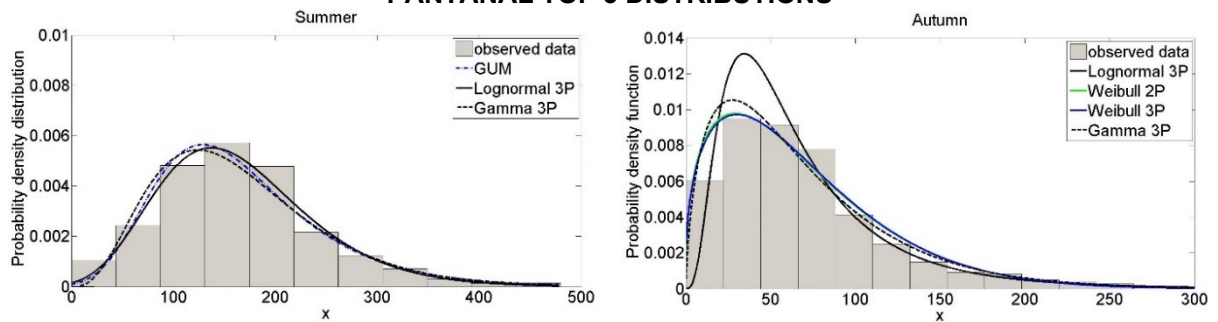 PANTANAL TOP 3 DISTRIBUTIONS
Summer
Probability density distribution
0.01
0.008
0.006
0.004
0.002
0
0
100
200
300
400
500
x
observed data
GUM
Lognormal 3P
Gamma 3P
Autumn
Probability density function
0.014
0.012
0.01
0.008
0.006
0.004
0.002
0
0
50
100
150
200
250
300
x
observed data
Lognormal 3P
Weibull 2P
Weibull 3P
Gamma 3P